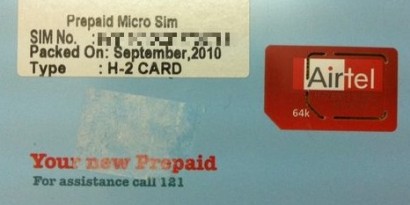 Prepaid Micro Sim
SIM No. :
Packed On: September,2010
Type : H-2 CARD
Airtel
64k
Your new Prepaid
For assistance call 121